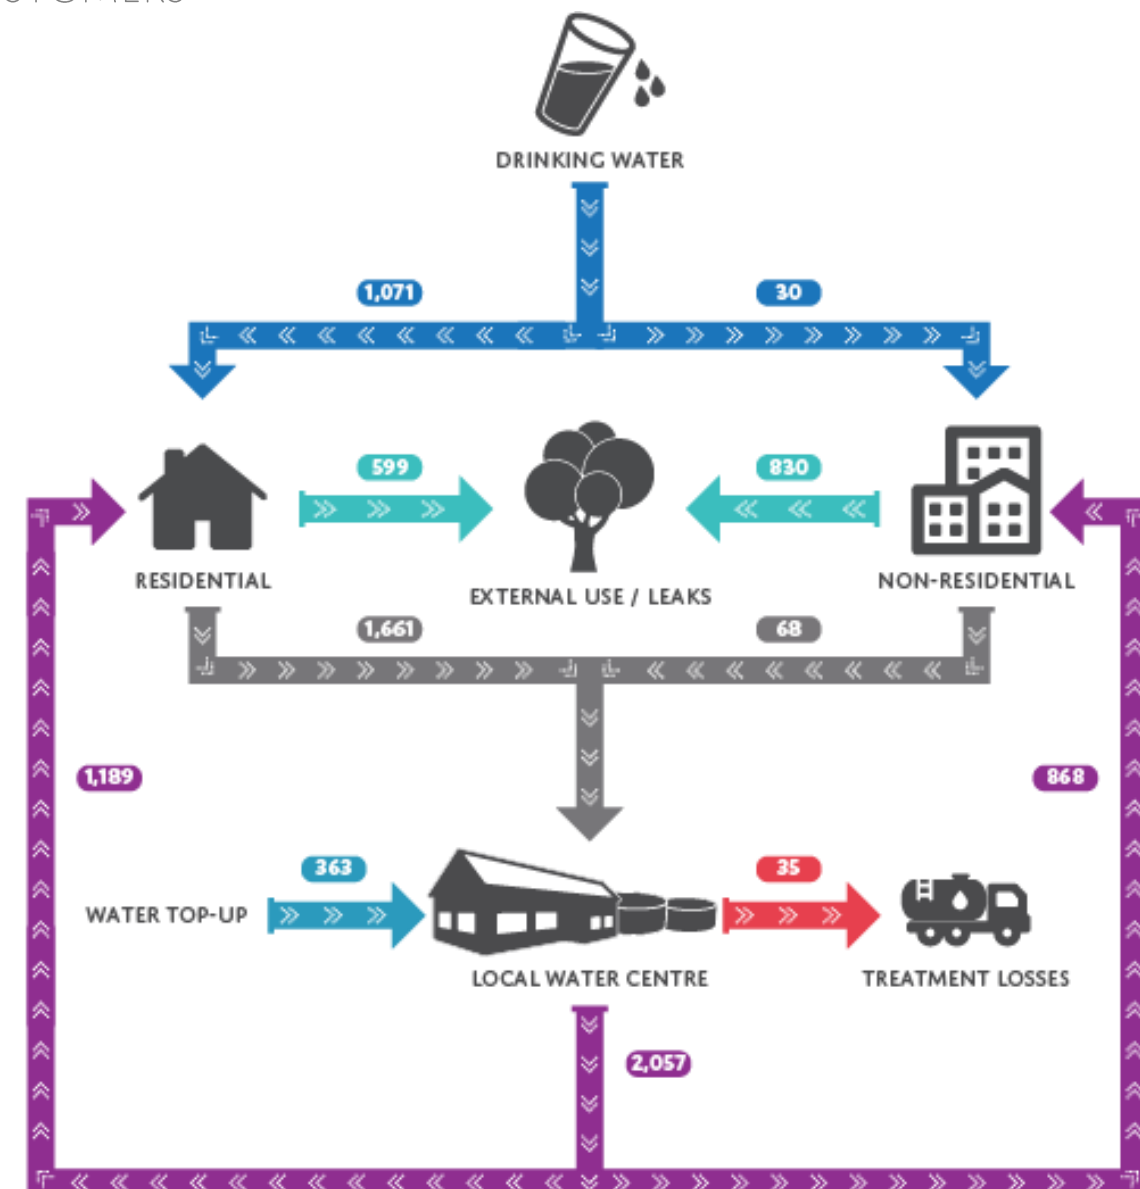 DRINKING WATER
1,071
30
599
830
RESIDENTIAL
EXTERNAL USE / LEAKS
NON-RESIDENTIAL
1,661
68
1,189
868
363
35
WATER TOP-UP
LOCAL WATER CENTRE
TREATMENT LOSSES
2,057